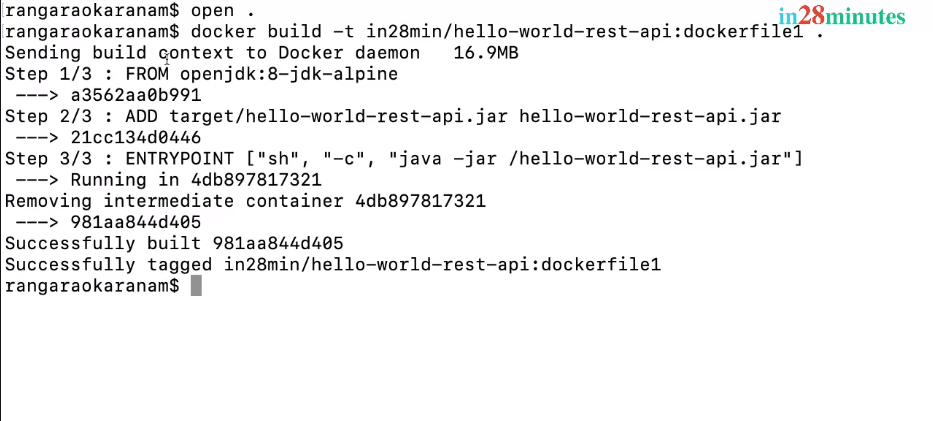 rangaraokaranam$ open .
in28minutes
rangaraokaranam$ docker build -t in28min/hello-world-rest-api:dockerfile1 .
Sending build context to Docker daemon   16.9MB
Step 1/3 : FROM openjdk:8-jdk-alpine
 ---> a3562aa0b991
Step 2/3 : ADD target/hello-world-rest-api.jar hello-world-rest-api.jar
 ---> 21cc134d0446
Step 3/3 : ENTRYPOINT ["sh", "-c", "java -jar /hello-world-rest-api.jar"]
 ---> Running in 4db897817321
Removing intermediate container 4db897817321
 ---> 981aa844d405
Successfully built 981aa844d405
Successfully tagged in28min/hello-world-rest-api:dockerfile1
rangaraokaranam$